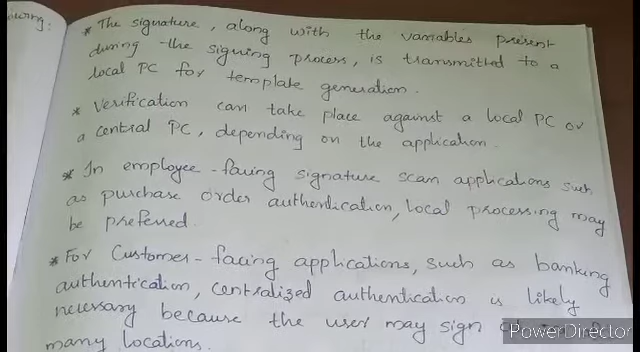 * The signature, along with the variables present
during the signing process, is transmitted to a
local PC for template generation.
* Verification can take place against a local PC or
a central PC, depending on the application.
* In employee-facing signature scan applications such
as purchase order authentication, local processing may
be preferred.
* For Customer-facing applications, such as banking
authentication, centralized authentication is likely
necessary because the user may sign
many locations.
PowerDirector